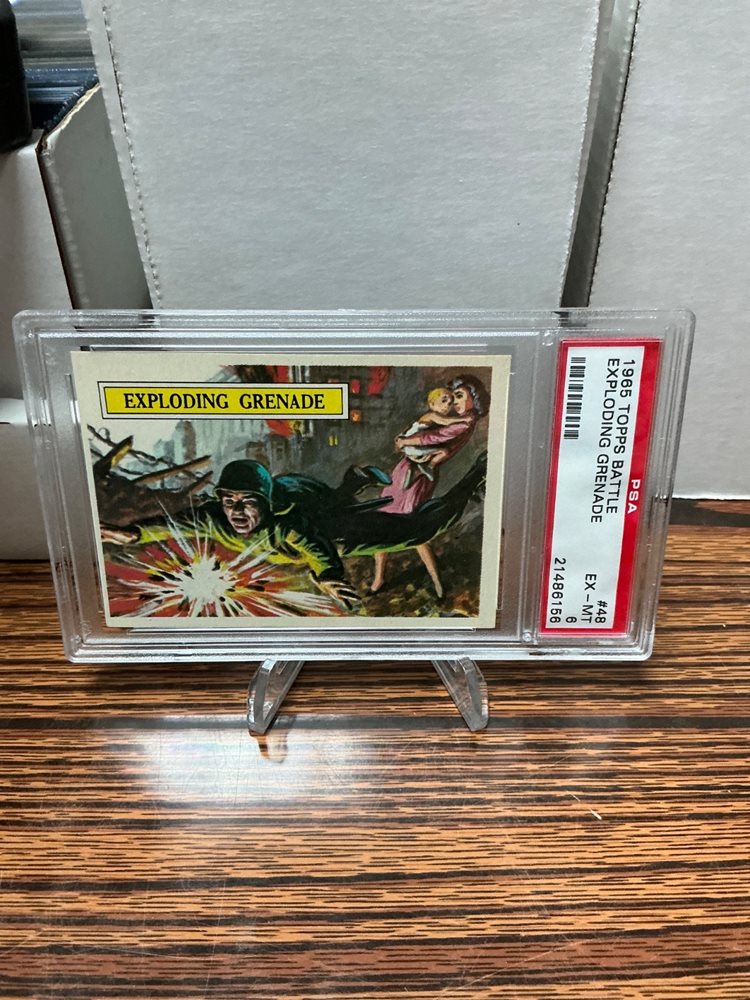 EXPLODING GRENADE
PSA
1965 TOPPS BATTLE #48
EXPLODING GRENADE EX-MT
6
21486156